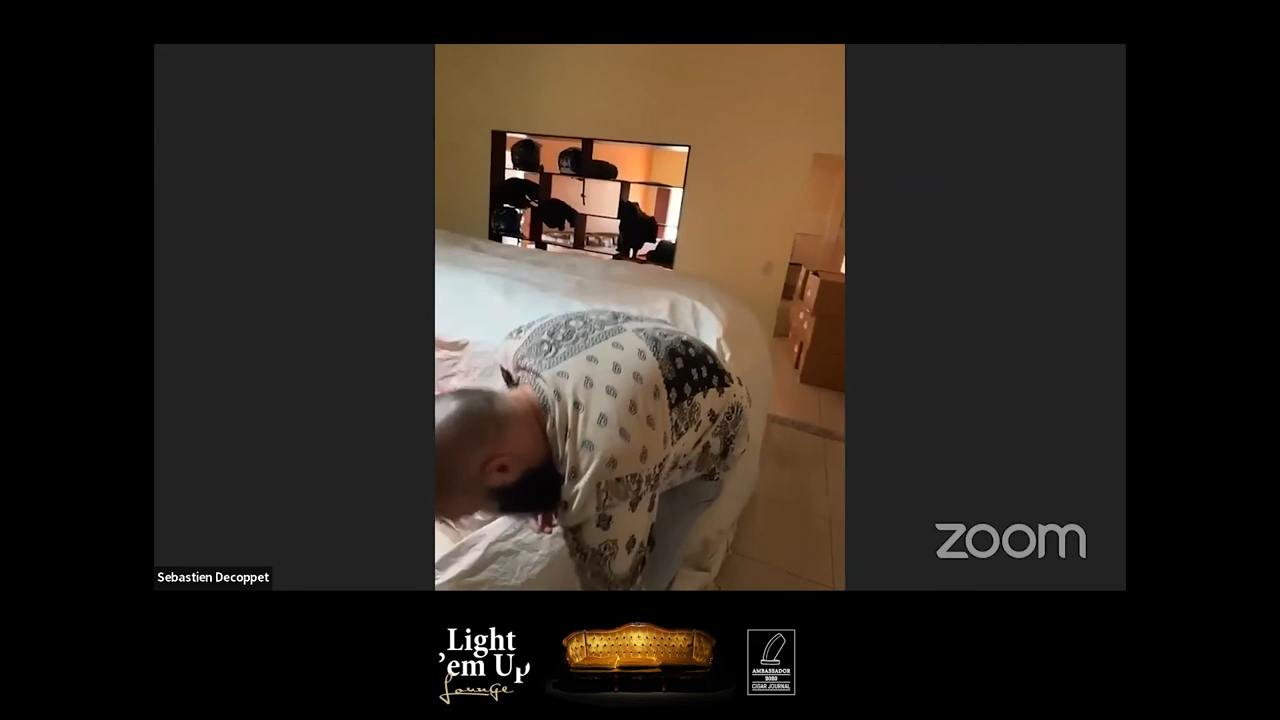 zoom
Sebastien Decoppet
Light
'em Up
Lounge
AMBASSADOR
2020
CIGAR JOURNAL